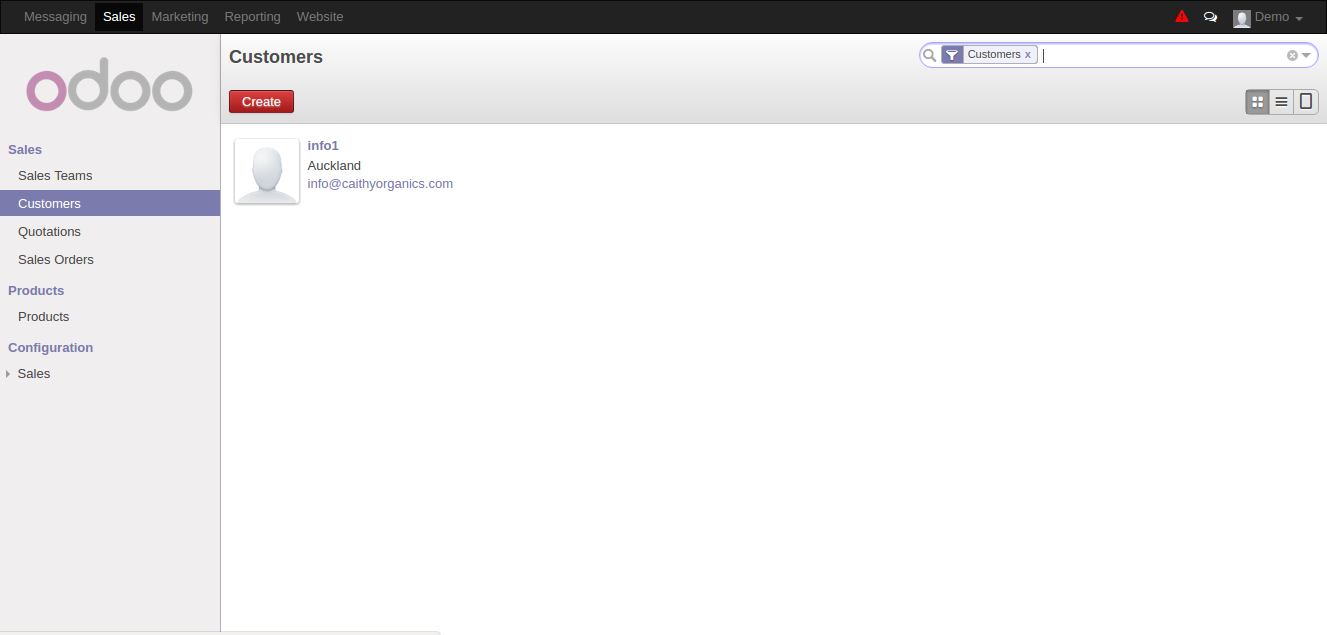 Messaging Sales Marketing Reporting Website Demo
odoo
Customers
Customers x
Create
Sales
Sales Teams
Customers
Quotations
Sales Orders
Products
Products
Configuration
Sales
info1
Auckland
info@caithyorganics.com